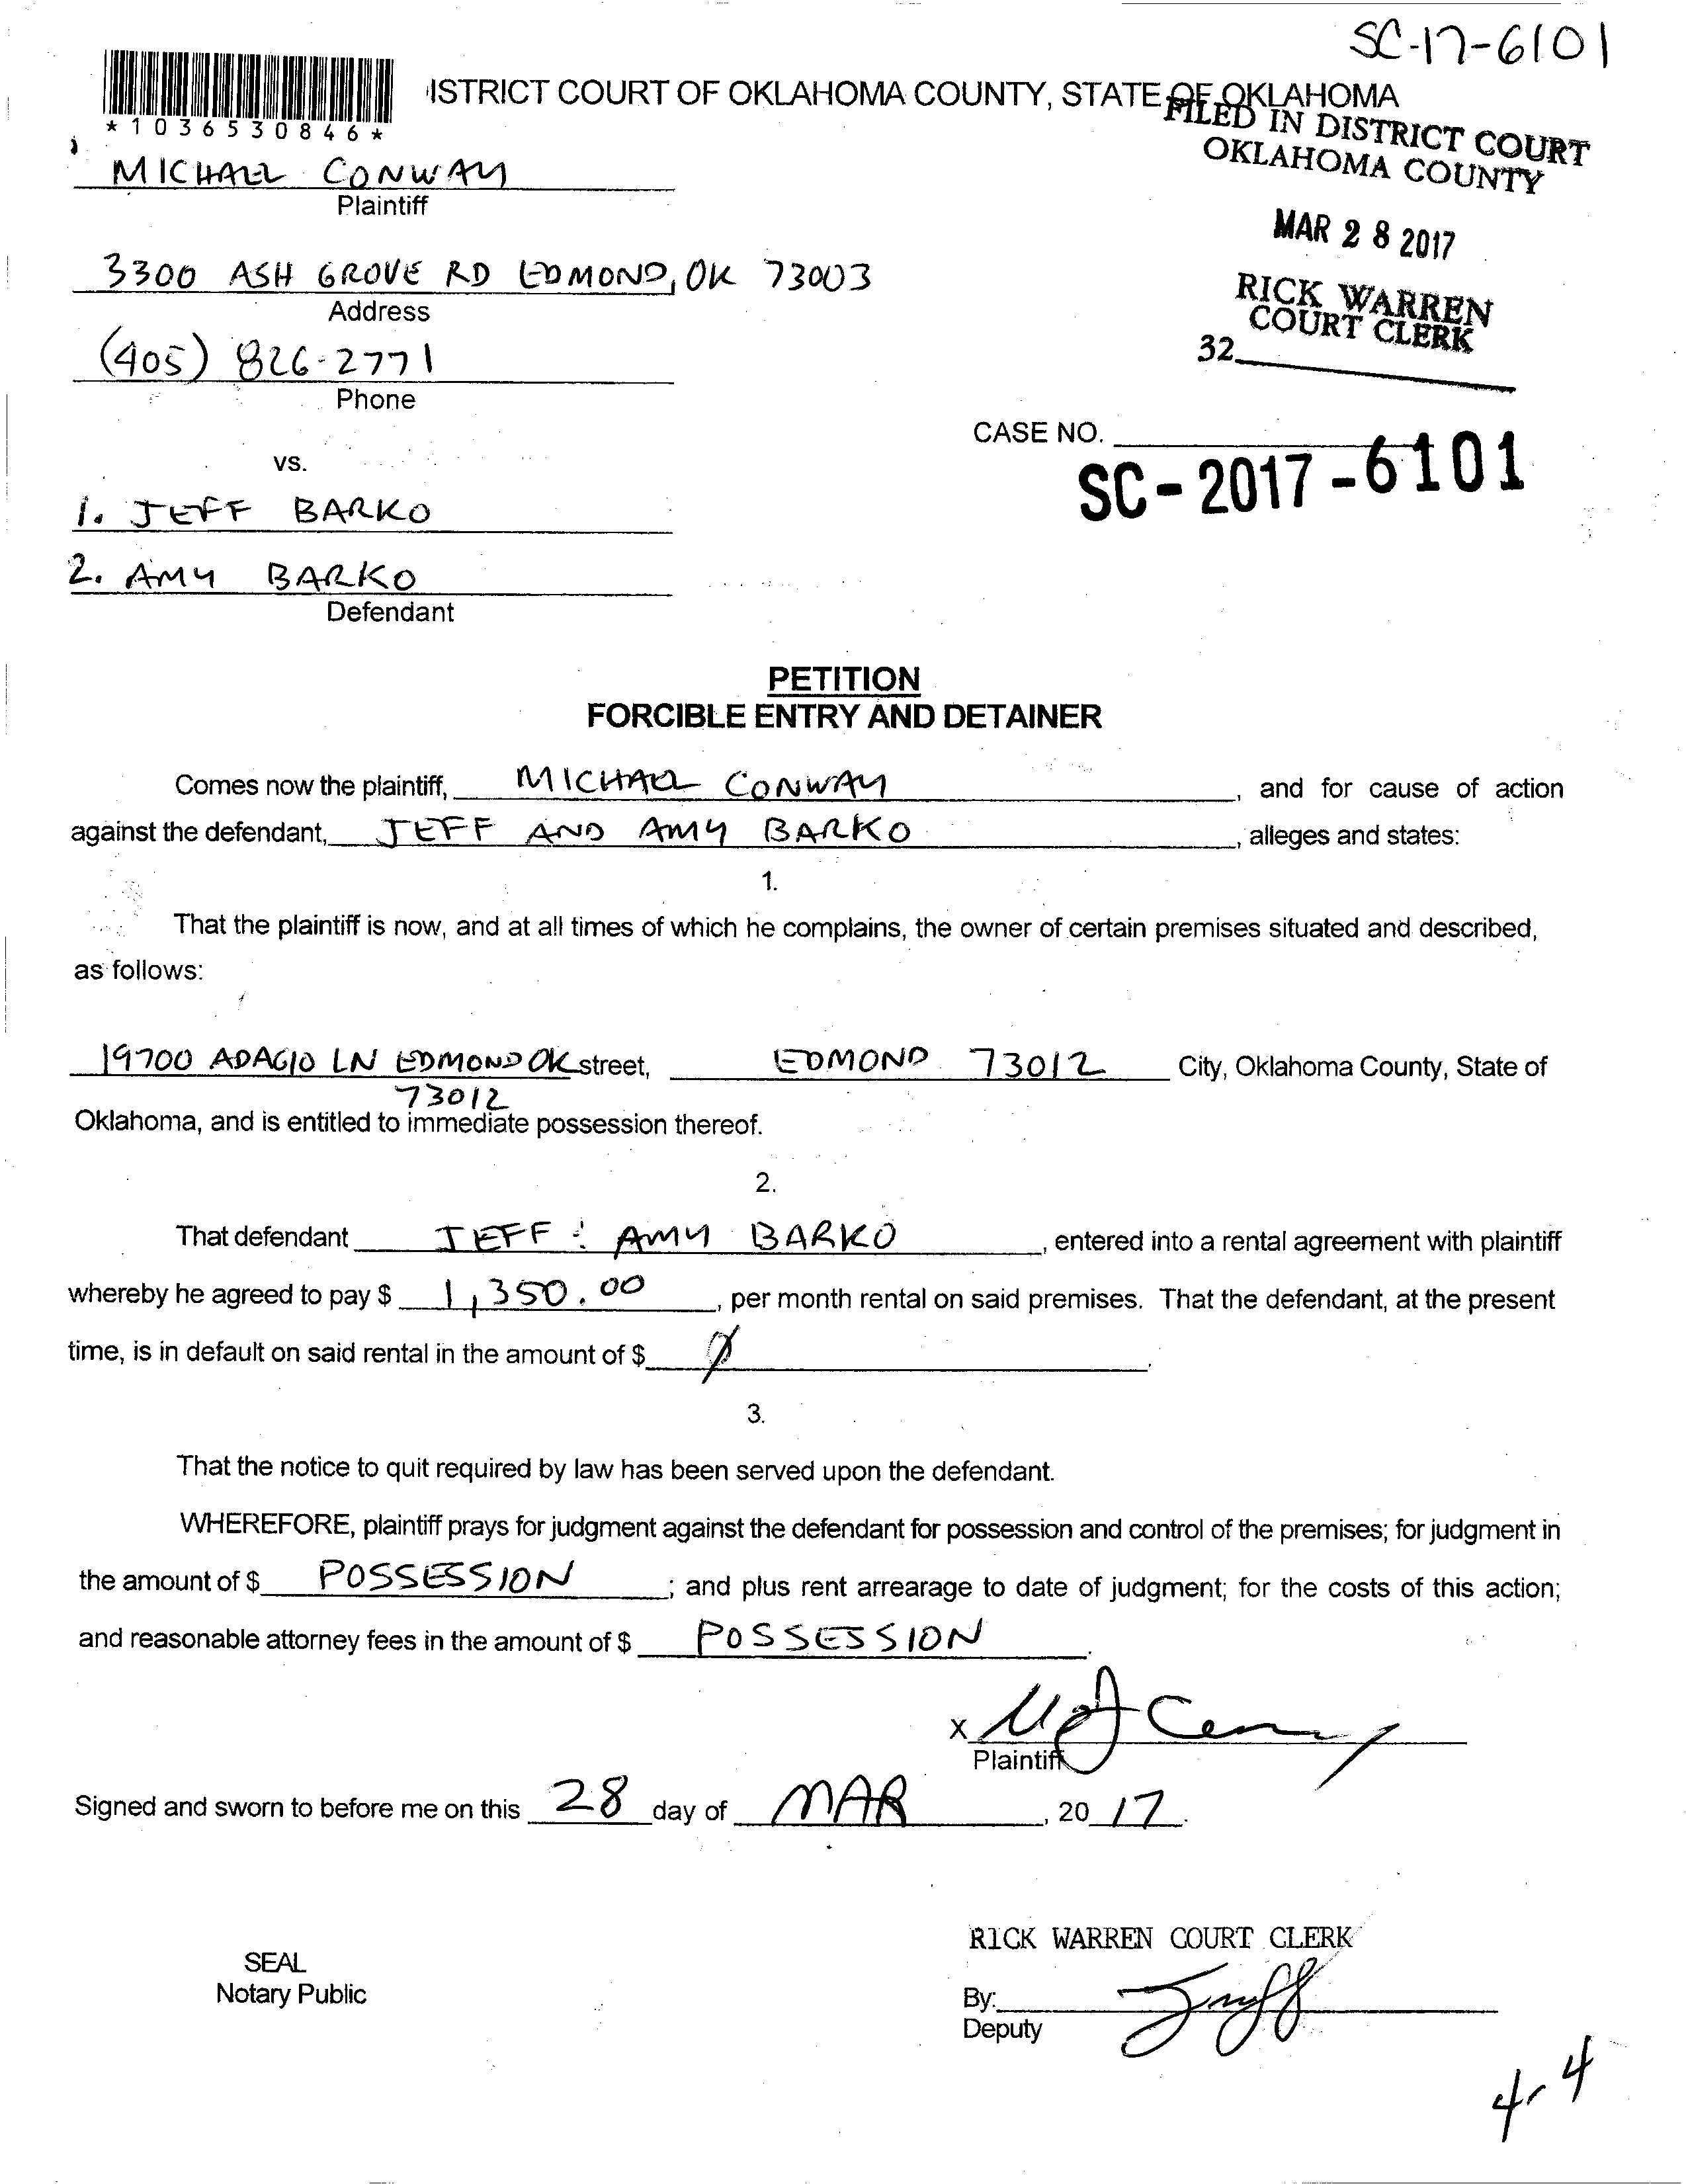 SC-17-6101
ISTRICT COURT OF OKLAHOMA COUNTY, STATE OF OKLAHOMA
*1036530846*
FILED IN DISTRICT COURT
OKLAHOMA COUNTY
MICHAEL CONWAY
Plaintiff
MAR 28 2017
3300 ASH GROVE RD EDMOND, OK 73003
Address
RICK WARREN
COURT CLERK
32
(405) 826-2771
Phone
CASE NO.
SC-2017-6101
vs.
1. JEFF BARKO
2. AMY BARKO
Defendant
PETITION
FORCIBLE ENTRY AND DETAINER
Comes now the plaintiff, MICHAEL CONWAY, and for cause of action
against the defendant, JEFF AND AMY BARKO, alleges and states:
1.
That the plaintiff is now, and at all times of which he complains, the owner of certain premises situated and described,
as follows:
19700 ADAGIO LN EDMOND OK street, EDMOND 73012 City, Oklahoma County, State of
73012
Oklahoma, and is entitled to immediate possession thereof.
2.
That defendant JEFF & AMY BARKO, entered into a rental agreement with plaintiff
whereby he agreed to pay $ 1,350.00, per month rental on said premises. That the defendant, at the present
time, is in default on said rental in the amount of $ Ø.
3.
That the notice to quit required by law has been served upon the defendant.
WHEREFORE, plaintiff prays for judgment against the defendant for possession and control of the premises; for judgment in
the amount of $ POSSESSION; and plus rent arrearage to date of judgment; for the costs of this action;
and reasonable attorney fees in the amount of $ POSSESSION.
X
Plaintiff
Signed and sworn to before me on this 28 day of MAR, 20 17.
RICK WARREN COURT CLERK
SEAL
Notary Public
By:
Deputy
4-4